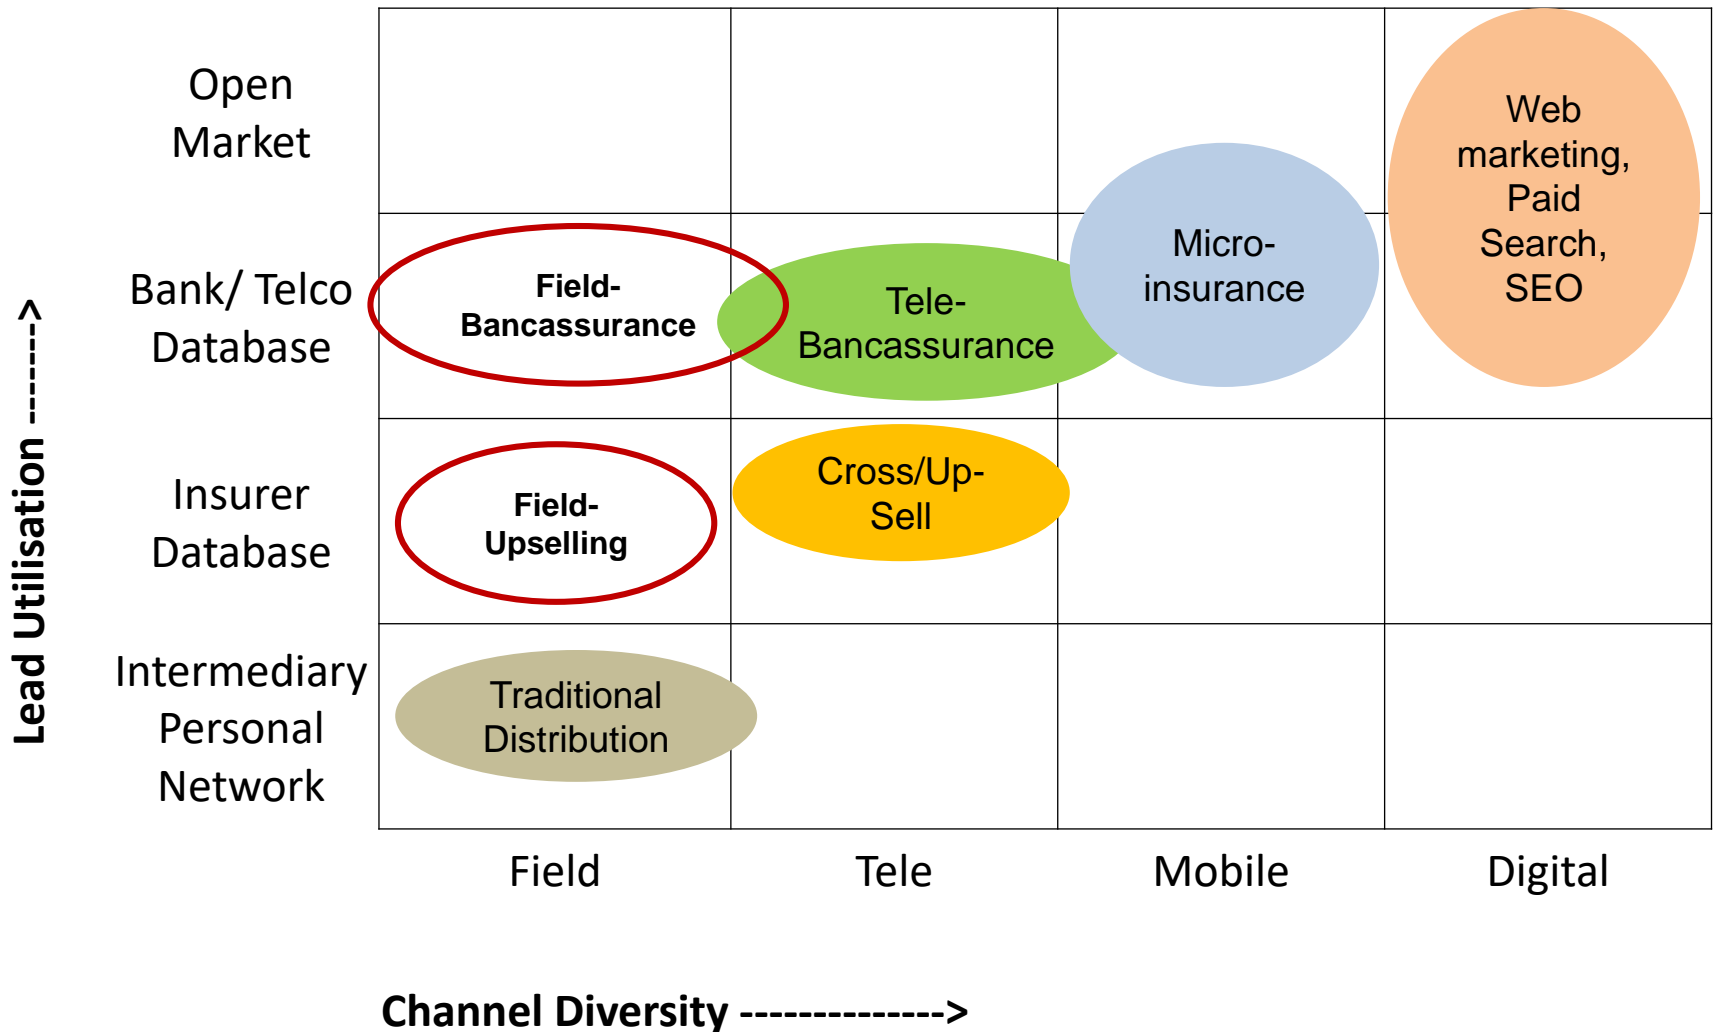 Open
Market
Bank/ Telco
Database
Insurer
Database
Intermediary
Personal
Network
Lead Utilisation ------->
Field-
Bancassurance
Tele-
Bancassurance
Micro-
insurance
Web
marketing,
Paid
Search,
SEO
Field-
Upselling
Cross/Up-
Sell
Traditional
Distribution
Field
Tele
Mobile
Digital
Channel Diversity -------------->